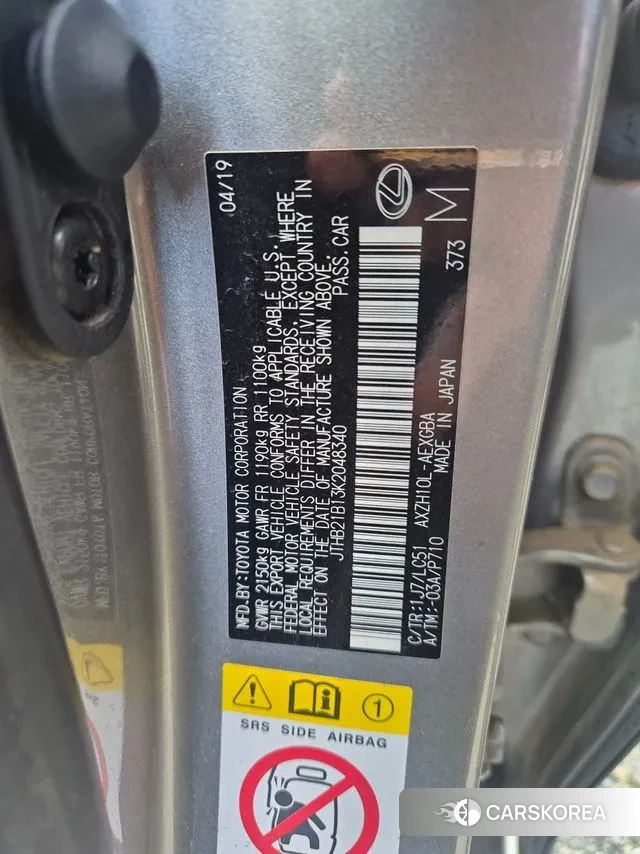 04/19
MFD.BY:TOYOTA MOTOR CORPORATION
GVWR 2150kg GAWR FR 1190kg RR 1100kg
THIS EXPORT VEHICLE CONFORMS TO APPLICABLE U.S.
FEDERAL MOTOR VEHICLE SAFETY STANDARDS. EXCEPT WHERE
LOCAL REQUIREMENTS DIFFER IN THE RECEIVING COUNTRY IN
EFFECT ON THE DATE OF MANUFACTURE SHOWN ABOVE.
JTHB21B13K2048340 PASS.CAR
C/TR:1J7/LC51 AXZH10L-AEXGBA
A/TM:-03A/P710 MADE IN JAPAN
373 M
1
SRS SIDE AIRBAG
CARSKOREA